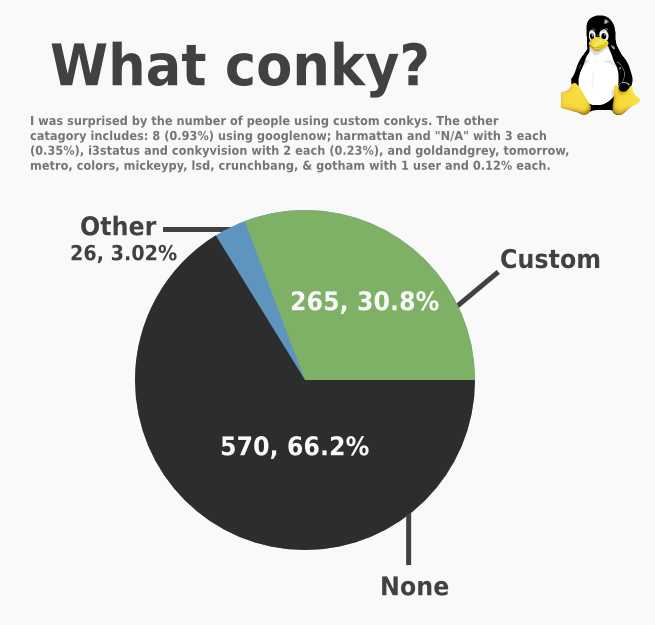 What conky?
I was surprised by the number of people using custom conkys. The other
catagory includes: 8 (0.93%) using googlenow; harmattan and "N/A" with 3 each
(0.35%), i3status and conkyvision with 2 each (0.23%), and goldandgrey, tomorrow,
metro, colors, mickeypy, lsd, crunchbang, & gotham with 1 user and 0.12% each.
Other
26, 3.02%
Custom
265, 30.8%
570, 66.2%
None